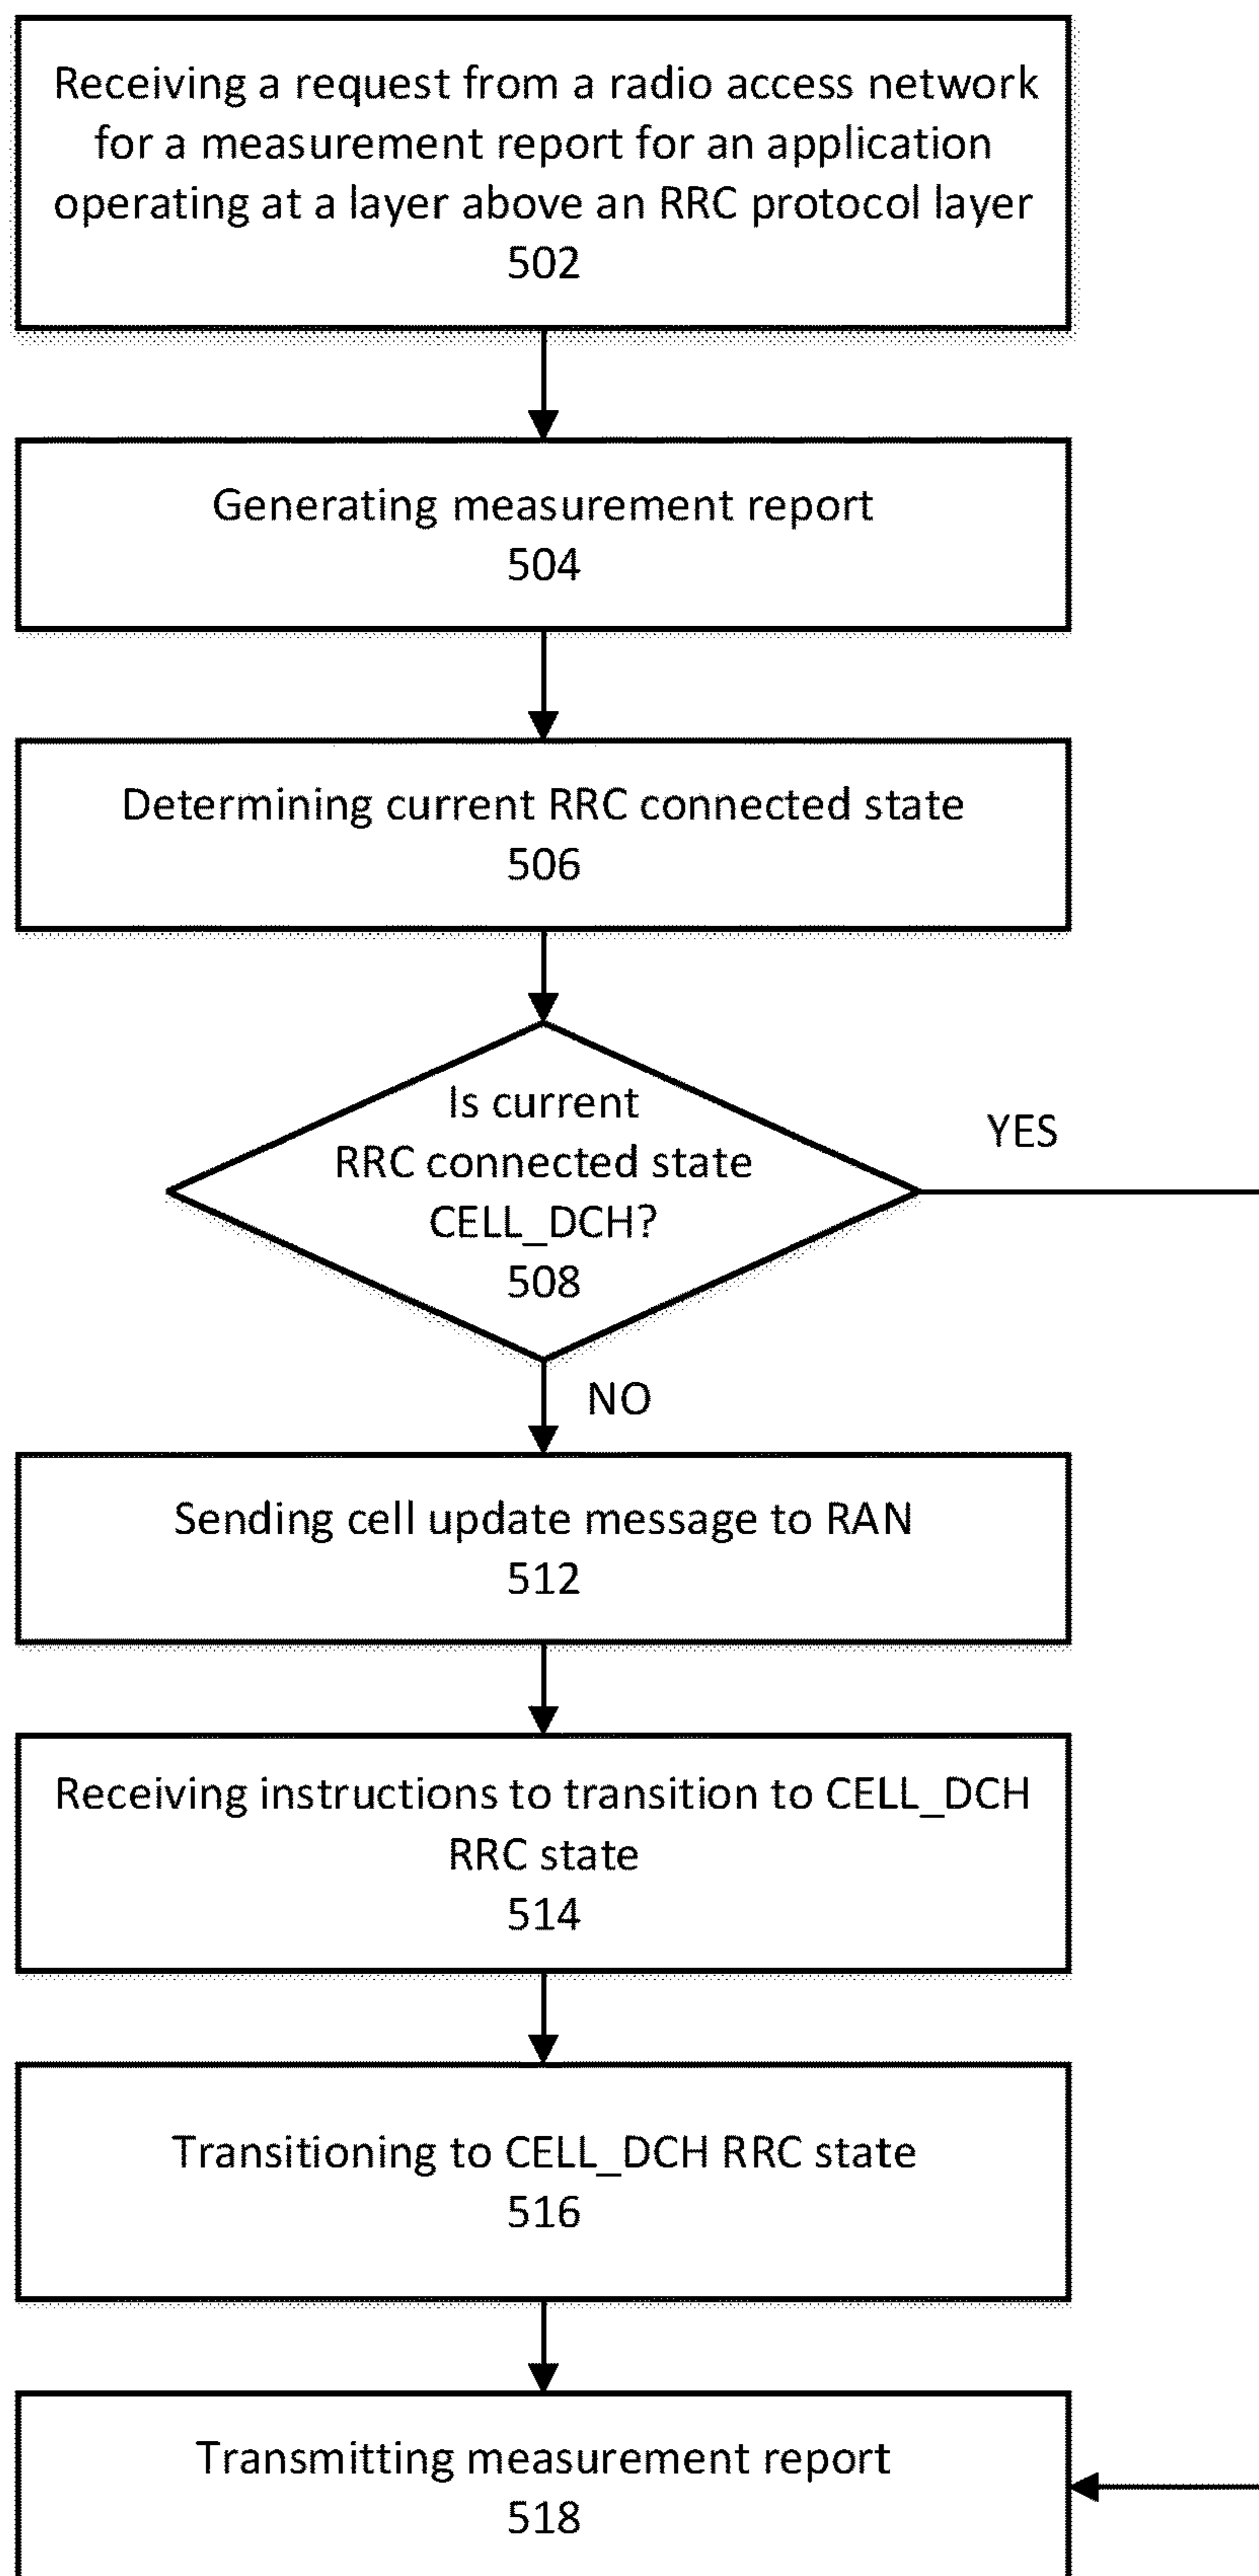 Receiving a request from a radio access network
for a measurement report for an application
operating at a layer above an RRC protocol layer
502
Generating measurement report
504
Determining current RRC connected state
506
Is current
RRC connected state
CELL_DCH?
508
YES
NO
Sending cell update message to RAN
512
Receiving instructions to transition to CELL_DCH
RRC state
514
Transitioning to CELL_DCH RRC state
516
Transmitting measurement report
518